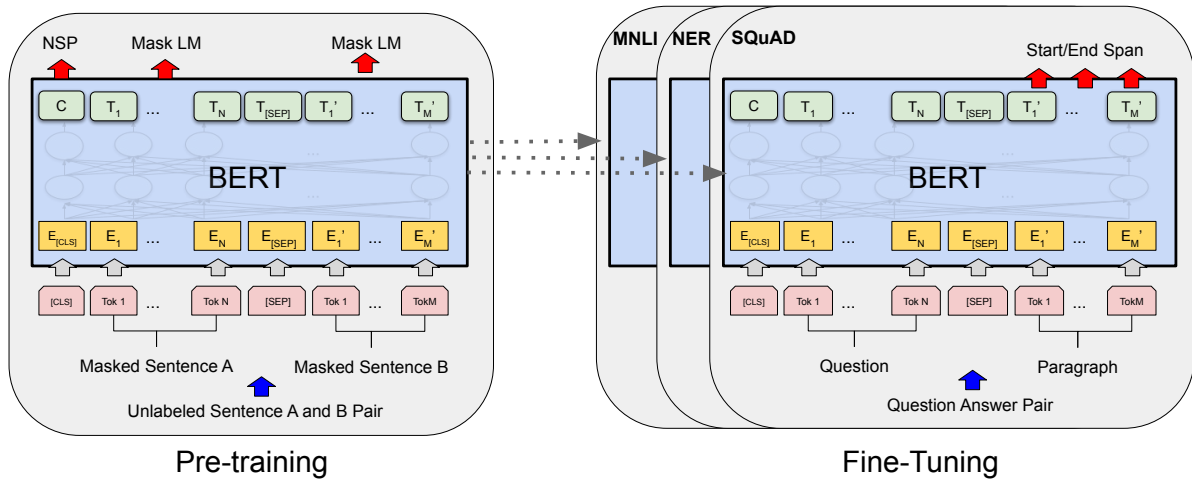 NSP Mask LM Mask LM
C T1 ... TN T[SEP] T1' ... TM'
...
BERT
...
E[CLS] E1 ... EN E[SEP] E1' ... EM'
[CLS] Tok 1 ... Tok N [SEP] Tok 1 ... TokM
Masked Sentence A Masked Sentence B
Unlabeled Sentence A and B Pair
Pre-training
MNLI NER SQuAD
Start/End Span
C T1 ... TN T[SEP] T1' ... TM'
...
BERT
...
E[CLS] E1 ... EN E[SEP] E1' ... EM'
[CLS] Tok 1 ... Tok N [SEP] Tok 1 ... TokM
Question Paragraph
Question Answer Pair
Fine-Tuning